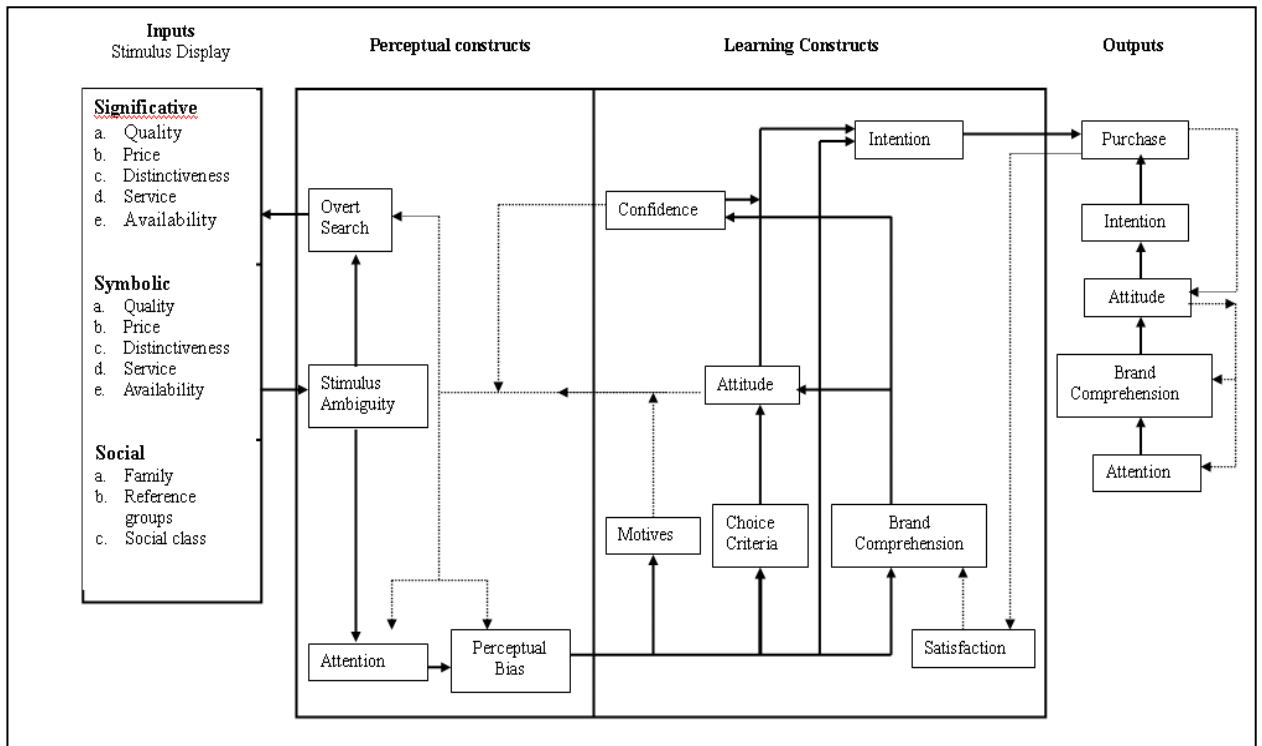 Inputs
Stimulus Display
Perceptual constructs
Learning Constructs
Outputs
Significative
a. Quality
b. Price
c. Distinctiveness
d. Service
e. Availability
Symbolic
a. Quality
b. Price
c. Distinctiveness
d. Service
e. Availability
Social
a. Family
b. Reference
groups
c. Social class
Overt
Search
Stimulus
Ambiguity
Attention
Perceptual
Bias
Intention
Confidence
Attitude
Motives
Choice
Criteria
Brand
Comprehension
Satisfaction
Purchase
Intention
Attitude
Brand
Comprehension
Attention